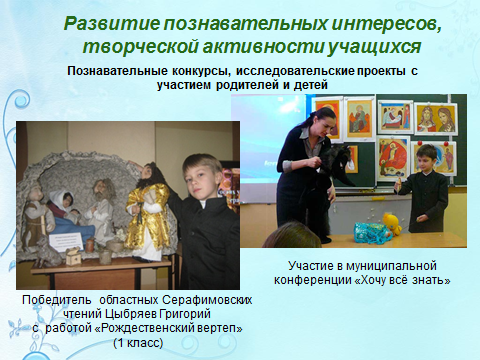 Развитие познавательных интересов,
творческой активности учащихся
Познавательные конкурсы, исследовательские проекты с
участием родителей и детей
Участие в муниципальной
конференции «Хочу всё знать»
Победитель областных Серафимовских
чтений Цыбряев Григорий
с работой «Рождественский вертеп»
(1 класс)